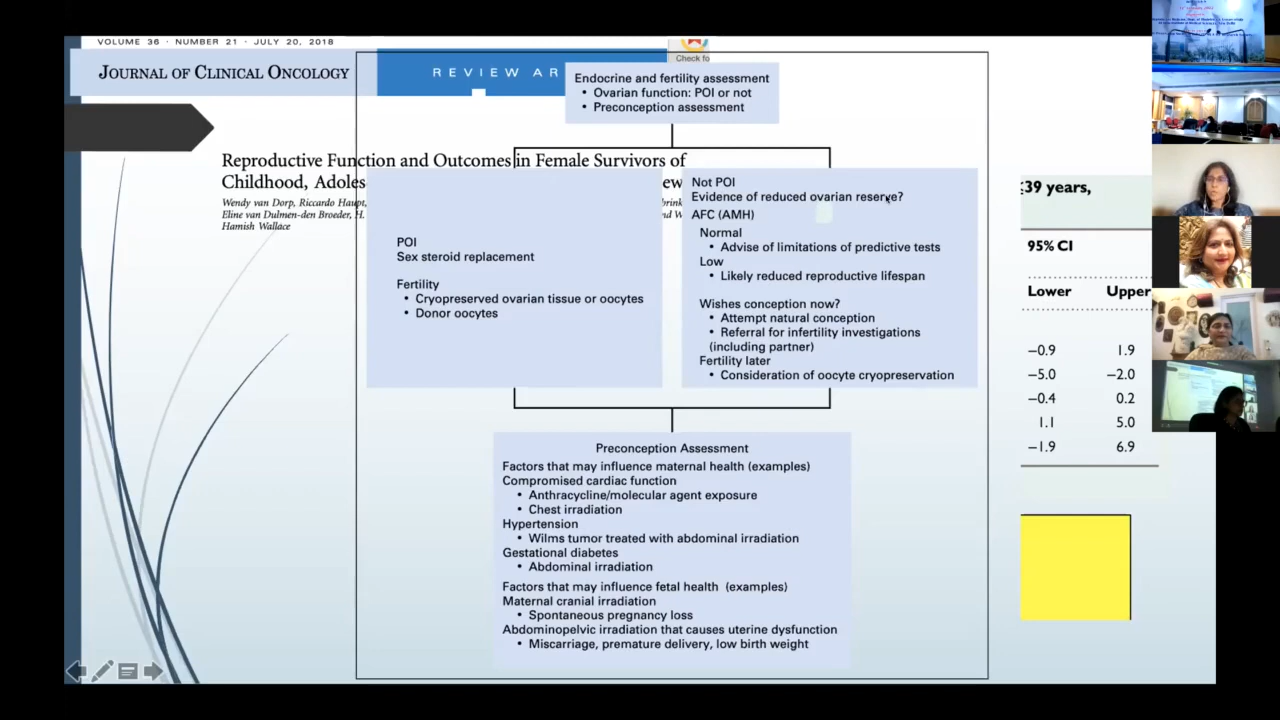 VOLUME 36 · NUMBER 21 · JULY 20, 2018
JOURNAL OF CLINICAL ONCOLOGY
REVIEW AR
Check fo
Reproductive Function and Outcomes in Female Survivors of
Childhood, Adoles
ew
Wendy van Dorp, Riccardo Haupt,
Eline van Dulmen-den Broeder, H.
Hamish Wallace
Endocrine and fertility assessment
• Ovarian function: POI or not
• Preconception assessment
POI
Sex steroid replacement
Fertility
• Cryopreserved ovarian tissue or oocytes
• Donor oocytes
Not POI
Evidence of reduced ovarian reserve?
AFC (AMH)
Normal
• Advise of limitations of predictive tests
Low
• Likely reduced reproductive lifespan
Wishes conception now?
• Attempt natural conception
• Referral for infertility investigations
(including partner)
Fertility later
• Consideration of oocyte cryopreservation
Preconception Assessment
Factors that may influence maternal health (examples)
Compromised cardiac function
• Anthracycline/molecular agent exposure
• Chest irradiation
Hypertension
• Wilms tumor treated with abdominal irradiation
Gestational diabetes
• Abdominal irradiation
Factors that may influence fetal health (examples)
Maternal cranial irradiation
• Spontaneous pregnancy loss
Abdominopelvic irradiation that causes uterine dysfunction
• Miscarriage, premature delivery, low birth weight
39 years,
95% CI
Lower Upper
−0.9 1.9
−5.0 −2.0
−0.4 0.2
1.1 5.0
−1.9 6.9